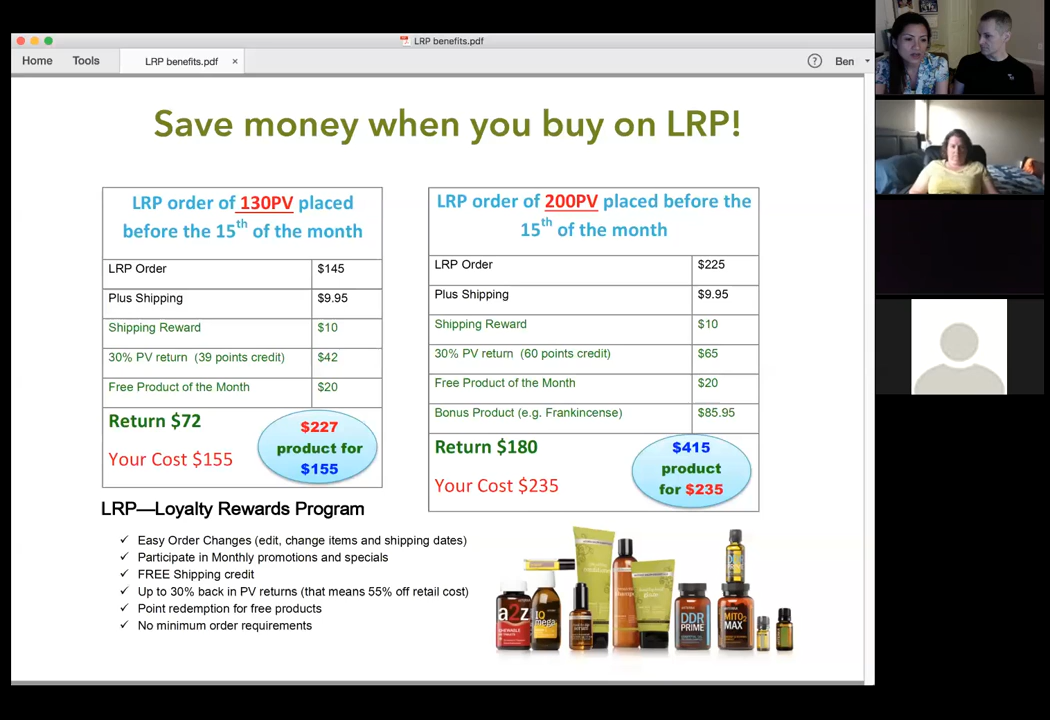 LRP benefits.pdf
Home Tools LRP benefits.pdf × ? Ben
Save money when you buy on LRP!
LRP order of 130PV placed
before the 15th of the month
LRP Order $145
Plus Shipping $9.95
Shipping Reward $10
30% PV return (39 points credit) $42
Free Product of the Month $20
Return $72
Your Cost $155
$227
product for
$155
LRP order of 200PV placed before the
15th of the month
LRP Order $225
Plus Shipping $9.95
Shipping Reward $10
30% PV return (60 points credit) $65
Free Product of the Month $20
Bonus Product (e.g. Frankincense) $85.95
Return $180
Your Cost $235
$415
product
for $235
LRP—Loyalty Rewards Program
✓ Easy Order Changes (edit, change items and shipping dates)
✓ Participate in Monthly promotions and specials
✓ FREE Shipping credit
✓ Up to 30% back in PV returns (that means 55% off retail cost)
✓ Point redemption for free products
✓ No minimum order requirements
a2z
IQ
mega
DDR
PRIME
MITO2
MAX